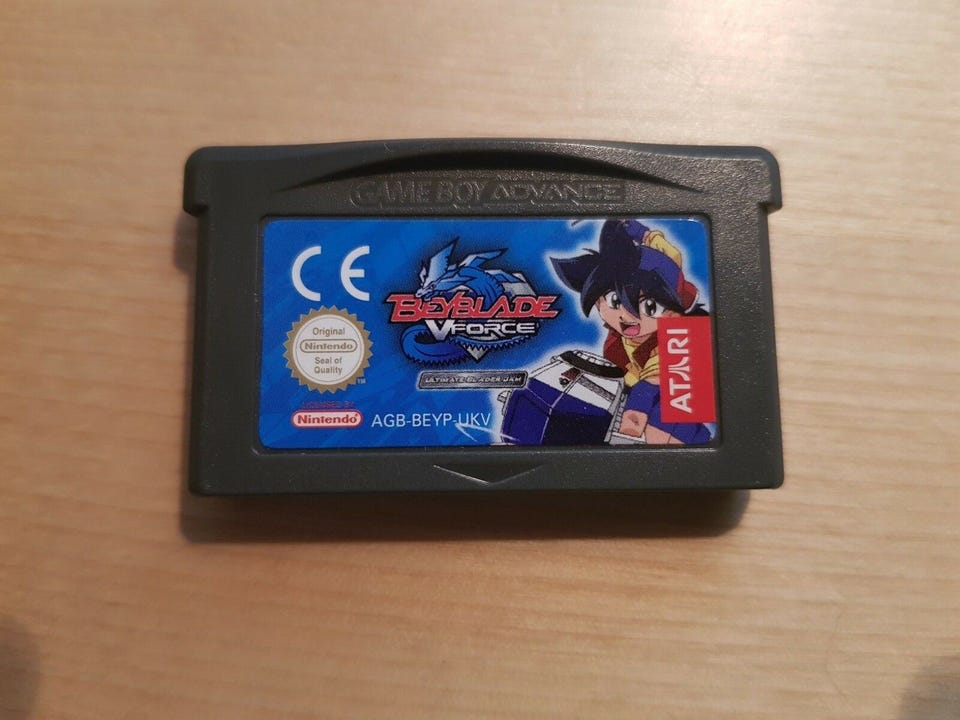 GAME BOY ADVANCE
CE
BEYBLADE
VFORCE
ULTIMATE BLADER JAM
Original
Nintendo
Seal of
Quality
TM
LICENSED BY
Nintendo
AGB-BEYP-UKV
ATARI